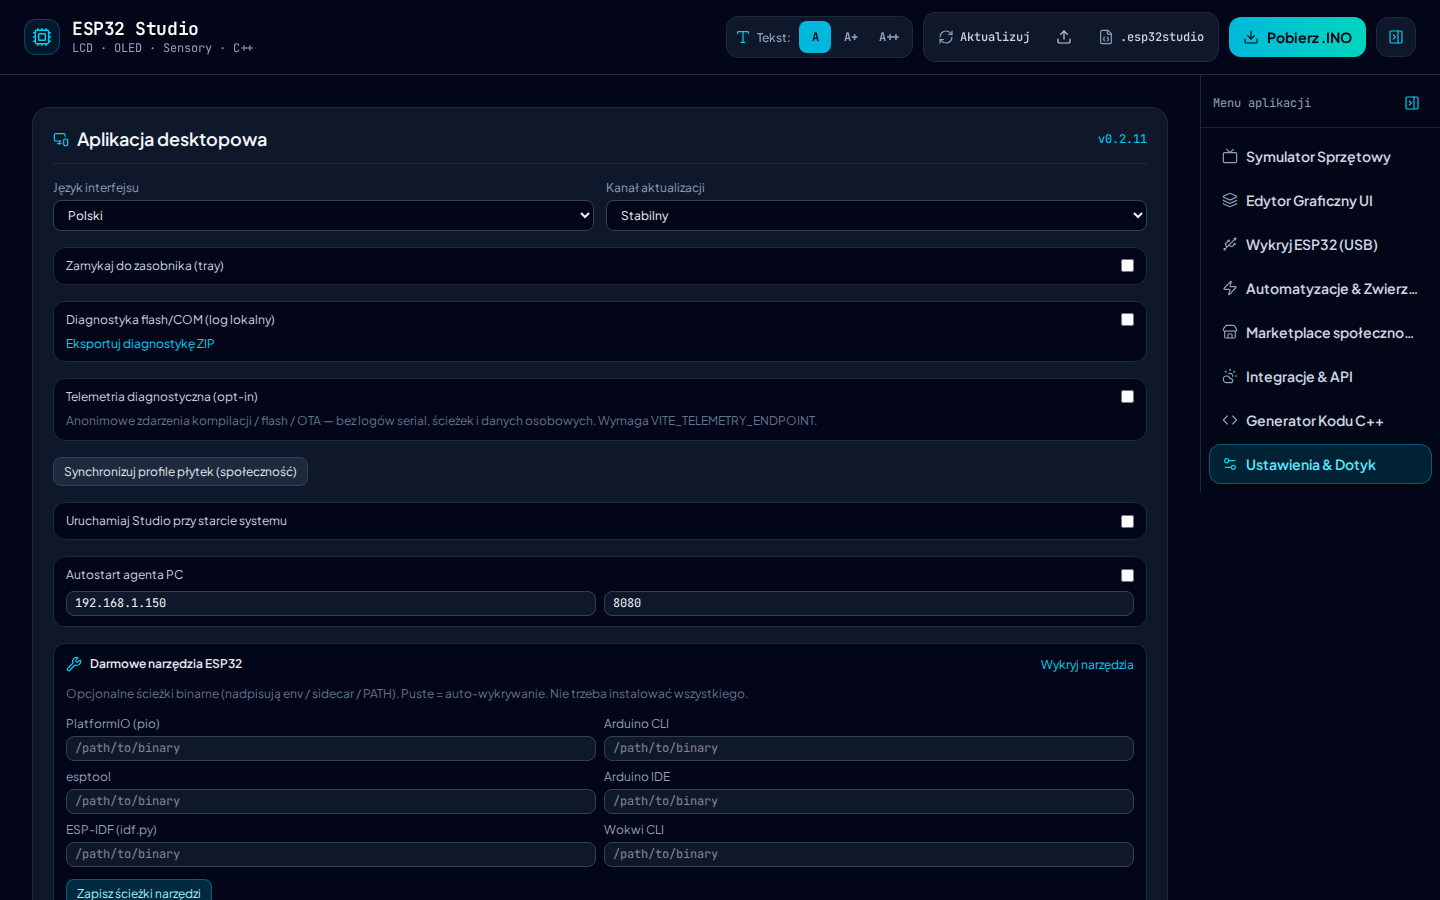 ESP32 Studio
LCD · OLED · Sensory · C++
Tekst: A A+ A++
Aktualizuj
.esp32studio
Pobierz .INO
Menu aplikacji
Symulator Sprzętowy
Edytor Graficzny UI
Wykryj ESP32 (USB)
Automatyzacje & Zwierz...
Marketplace społeczno...
Integracje & API
Generator Kodu C++
Ustawienia & Dotyk
Aplikacja desktopowa
v0.2.11
Język interfejsu
Polski
Kanał aktualizacji
Stabilny
Zamykaj do zasobnika (tray)
Diagnostyka flash/COM (log lokalny)
Eksportuj diagnostykę ZIP
Telemetria diagnostyczna (opt-in)
Anonimowe zdarzenia kompilacji / flash / OTA — bez logów serial, ścieżek i danych osobowych. Wymaga VITE_TELEMETRY_ENDPOINT.
Synchronizuj profile płytek (społeczność)
Uruchamiaj Studio przy starcie systemu
Autostart agenta PC
192.168.1.150
8080
Darmowe narzędzia ESP32
Wykryj narzędzia
Opcjonalne ścieżki binarne (nadpisują env / sidecar / PATH). Puste = auto-wykrywanie. Nie trzeba instalować wszystkiego.
PlatformIO (pio)
/path/to/binary
Arduino CLI
/path/to/binary
esptool
/path/to/binary
Arduino IDE
/path/to/binary
ESP-IDF (idf.py)
/path/to/binary
Wokwi CLI
/path/to/binary
Zapisz ścieżki narzędzi